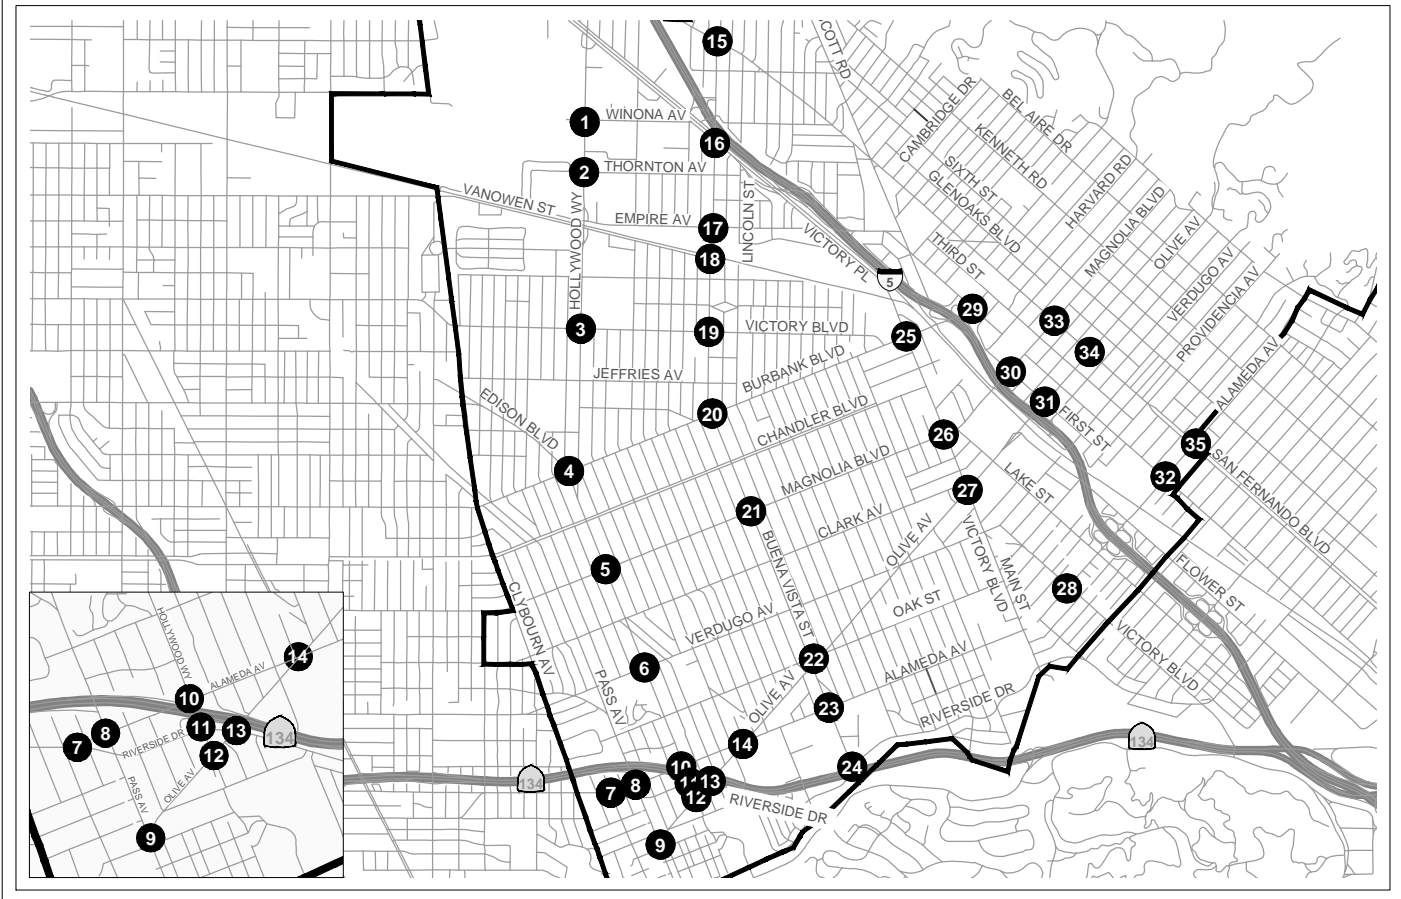 15
COTT RD
CAMBRIDGE DR
BEL AIRE DR
1
WINONA AV
16
KENNETH RD
2
THORNTON AV
SIXTH ST
HARVARD RD
VANOWEN ST
HOLLYWOOD WY
LINCOLN ST
GLENOAKS BLVD
MAGNOLIA BLVD
EMPIRE AV
17
VICTORY PL
THIRD ST
OLIVE AV
18
5
VERDUGO AV
PROVIDENCIA AV
29
33
3
19
VICTORY BLVD
25
34
JEFFRIES AV
BURBANK BLVD
30
ALAMEDA AV
EDISON BLVD
20
CHANDLER BLVD
31
FIRST ST
26
35
4
MAGNOLIA BLVD
LAKE ST
32
SAN FERNANDO BLVD
27
21
CLARK AV
BUENA VISTA ST
OLIVE AV
VICTORY BLVD
MAIN ST
5
FLOWER ST
28
CLYBOURN AV
VERDUGO AV
OAK ST
VICTORY BLVD
6
22
ALAMEDA AV
PASS AV
OLIVE AV
23
RIVERSIDE DR
14
134
134
10
24
7
8
11
13
12
RIVERSIDE DR
9
HOLLYWOOD WY
14
ALAMEDA AV
10
11
13
134
8
7
RIVERSIDE DR
12
PASS AV
OLIVE AV
9